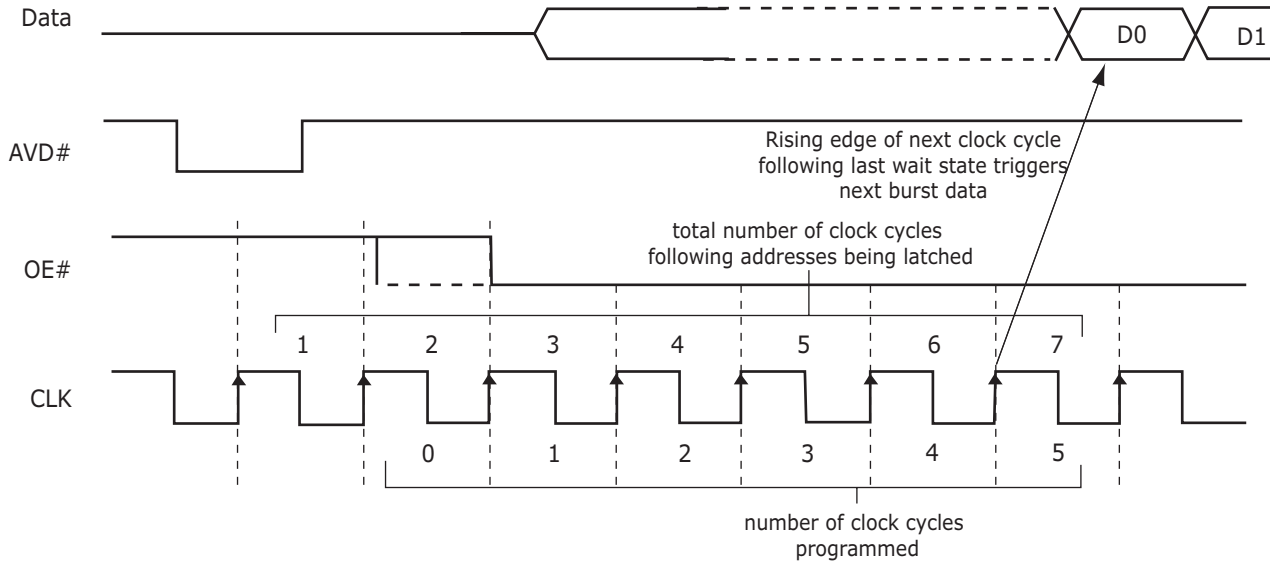 Data
D0
D1
AVD#
Rising edge of next clock cycle
following last wait state triggers
next burst data
total number of clock cycles
following addresses being latched
OE#
1 2 3 4 5 6 7
CLK
0 1 2 3 4 5
number of clock cycles
programmed